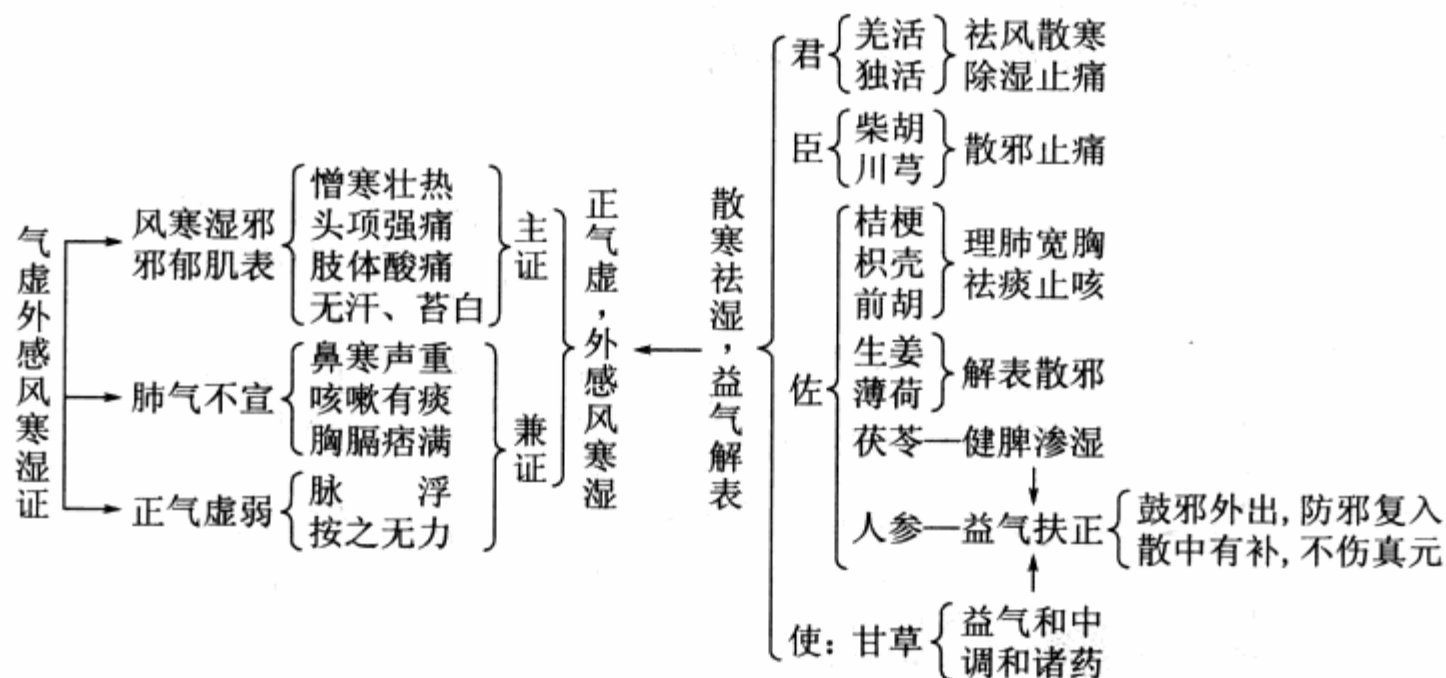 气虚外感风寒湿证
风寒湿邪
邪郁肌表
憎寒壮热
头项强痛
肢体酸痛
无汗、苔白
主证
肺气不宣
鼻寒声重
咳嗽有痰
胸膈痞满
正气虚弱
脉 浮
按之无力
兼证
正气虚，外感风寒湿
散寒祛湿，益气解表
君
羌活
独活
祛风散寒
除湿止痛
臣
柴胡
川芎
散邪止痛
佐
桔梗
枳壳
前胡
理肺宽胸
祛痰止咳
生姜
薄荷
解表散邪
茯苓—健脾渗湿
人参—益气扶正
鼓邪外出,防邪复入
散中有补,不伤真元
使：甘草
益气和中
调和诸药